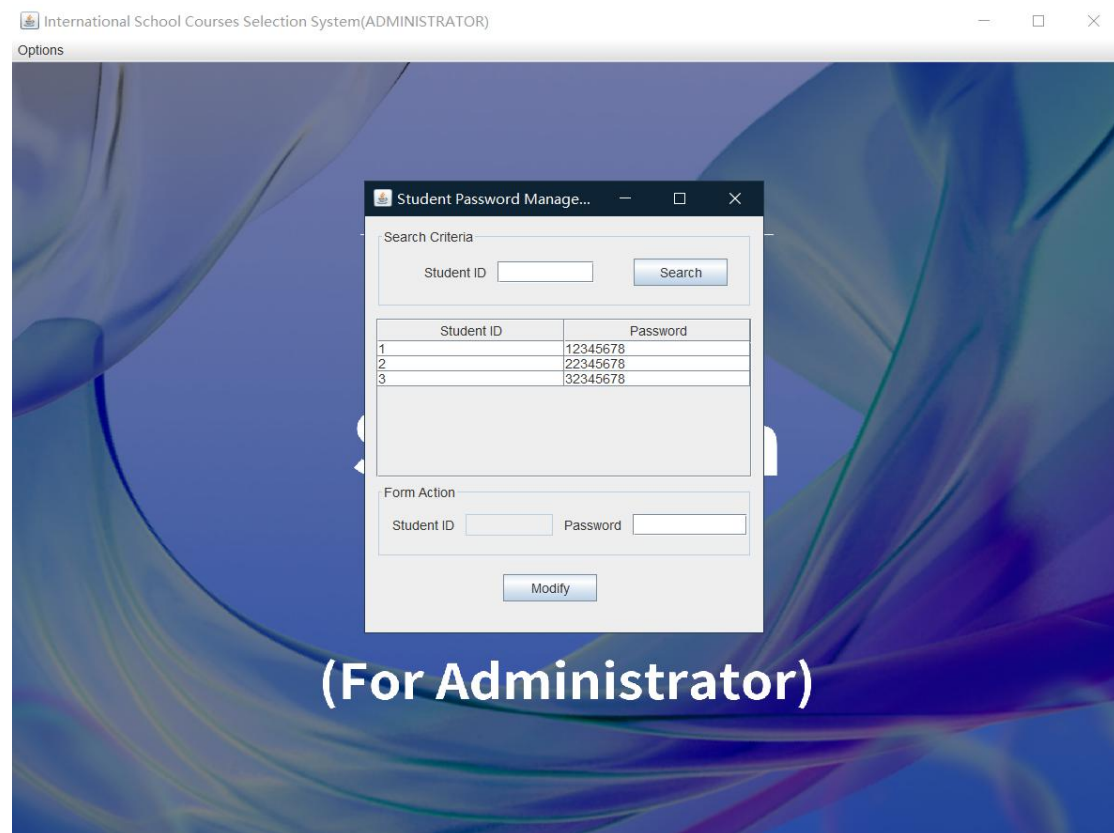 International School Courses Selection System(ADMINISTRATOR)
Options
Student Password Manage...
Search Criteria
Student ID Search
Student ID Password
1 12345678
2 22345678
3 32345678
Form Action
Student ID Password
Modify
(For Administrator)